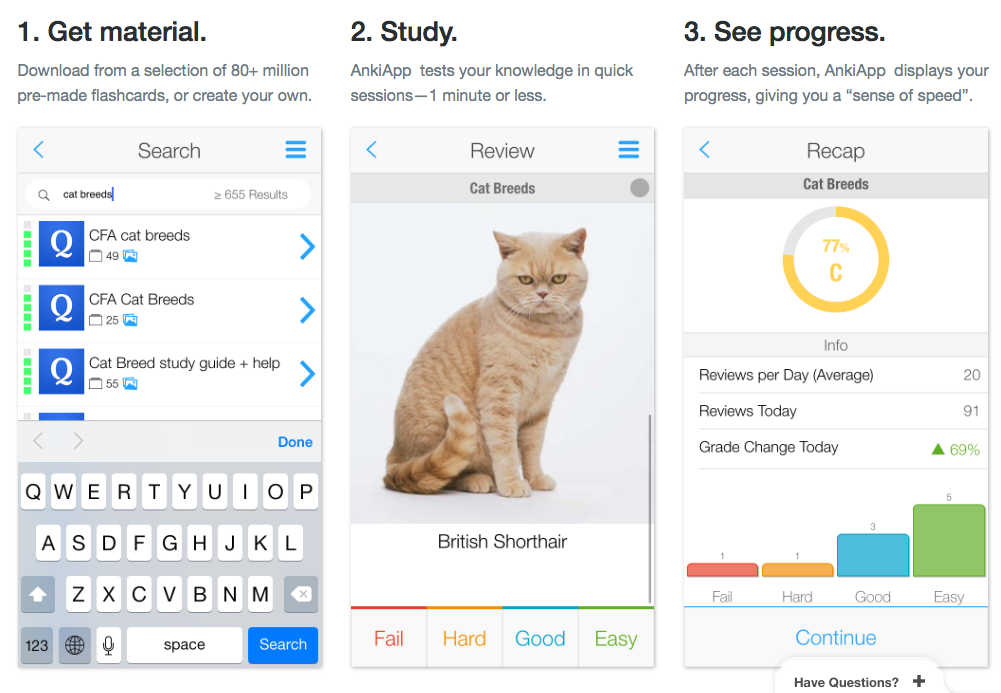 1. Get material.
Download from a selection of 80+ million
pre-made flashcards, or create your own.
Search
cat breeds
≥ 655 Results
Q
CFA cat breeds
49
Q
CFA Cat Breeds
25
Q
Cat Breed study guide + help
55
Done
Q W E R T Y U I O P
A S D F G H J K L
Z X C V B N M
123
space
Search
2. Study.
AnkiApp tests your knowledge in quick
sessions—1 minute or less.
Review
Cat Breeds
British Shorthair
Fail Hard Good Easy
3. See progress.
After each session, AnkiApp displays your
progress, giving you a “sense of speed”.
Recap
Cat Breeds
77%
C
Info
Reviews per Day (Average) 20
Reviews Today 91
Grade Change Today ▲ 69%
1 1 3 5
Fail Hard Good Easy
Continue
Have Questions? +